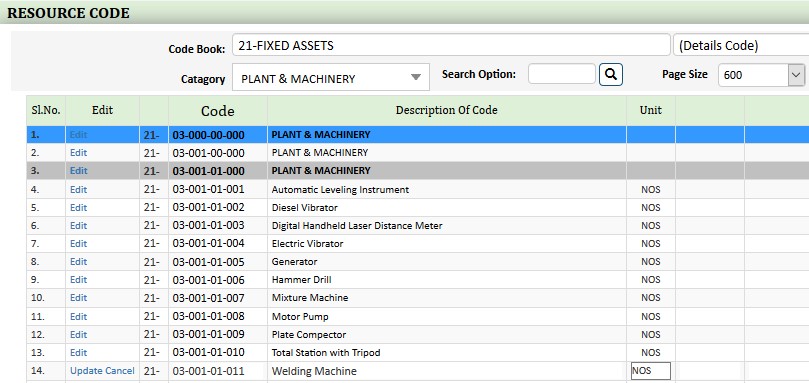 RESOURCE CODE
Code Book: 21-FIXED ASSETS (Details Code)
Catagory PLANT & MACHINERY Search Option: Page Size 600
Sl.No. Edit Code Description Of Code Unit
1. Edit 21- 03-000-00-000 PLANT & MACHINERY
2. Edit 21- 03-001-00-000 PLANT & MACHINERY
3. Edit 21- 03-001-01-000 PLANT & MACHINERY
4. Edit 21- 03-001-01-001 Automatic Leveling Instrument NOS
5. Edit 21- 03-001-01-002 Diesel Vibrator NOS
6. Edit 21- 03-001-01-003 Digital Handheld Laser Distance Meter NOS
7. Edit 21- 03-001-01-004 Electric Vibrator NOS
8. Edit 21- 03-001-01-005 Generator NOS
9. Edit 21- 03-001-01-006 Hammer Drill NOS
10. Edit 21- 03-001-01-007 Mixture Machine NOS
11. Edit 21- 03-001-01-008 Motor Pump NOS
12. Edit 21- 03-001-01-009 Plate Compector NOS
13. Edit 21- 03-001-01-010 Total Station with Tripod NOS
14. Update Cancel 21- 03-001-01-011 Welding Machine NOS